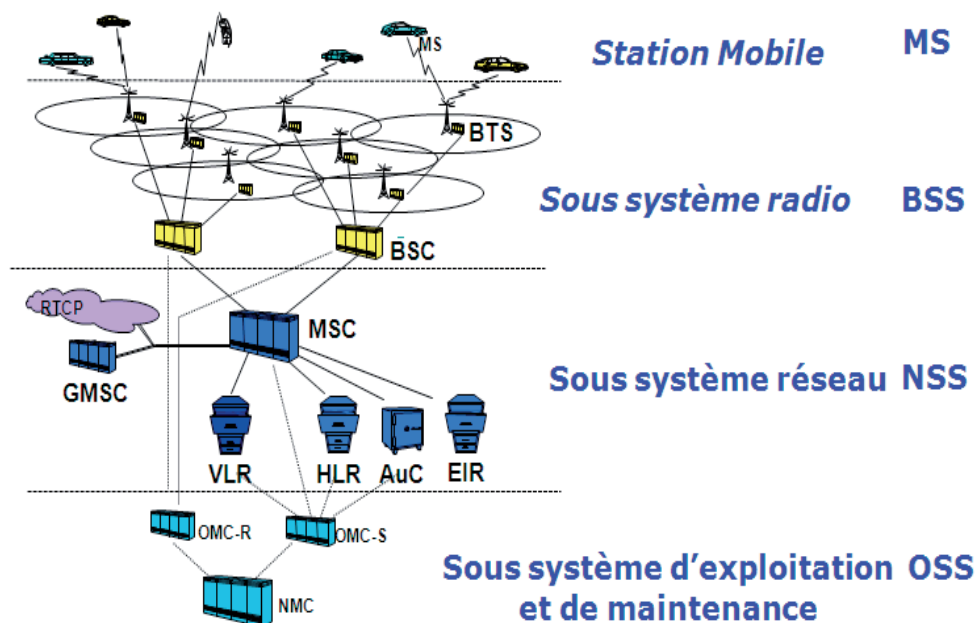 MS
Station Mobile MS
BTS
Sous système radio BSS
BSC
RTCP
MSC
GMSC
Sous système réseau NSS
VLR HLR AuC EIR
OMC-R OMC-S
Sous système d'exploitation OSS
et de maintenance
NMC